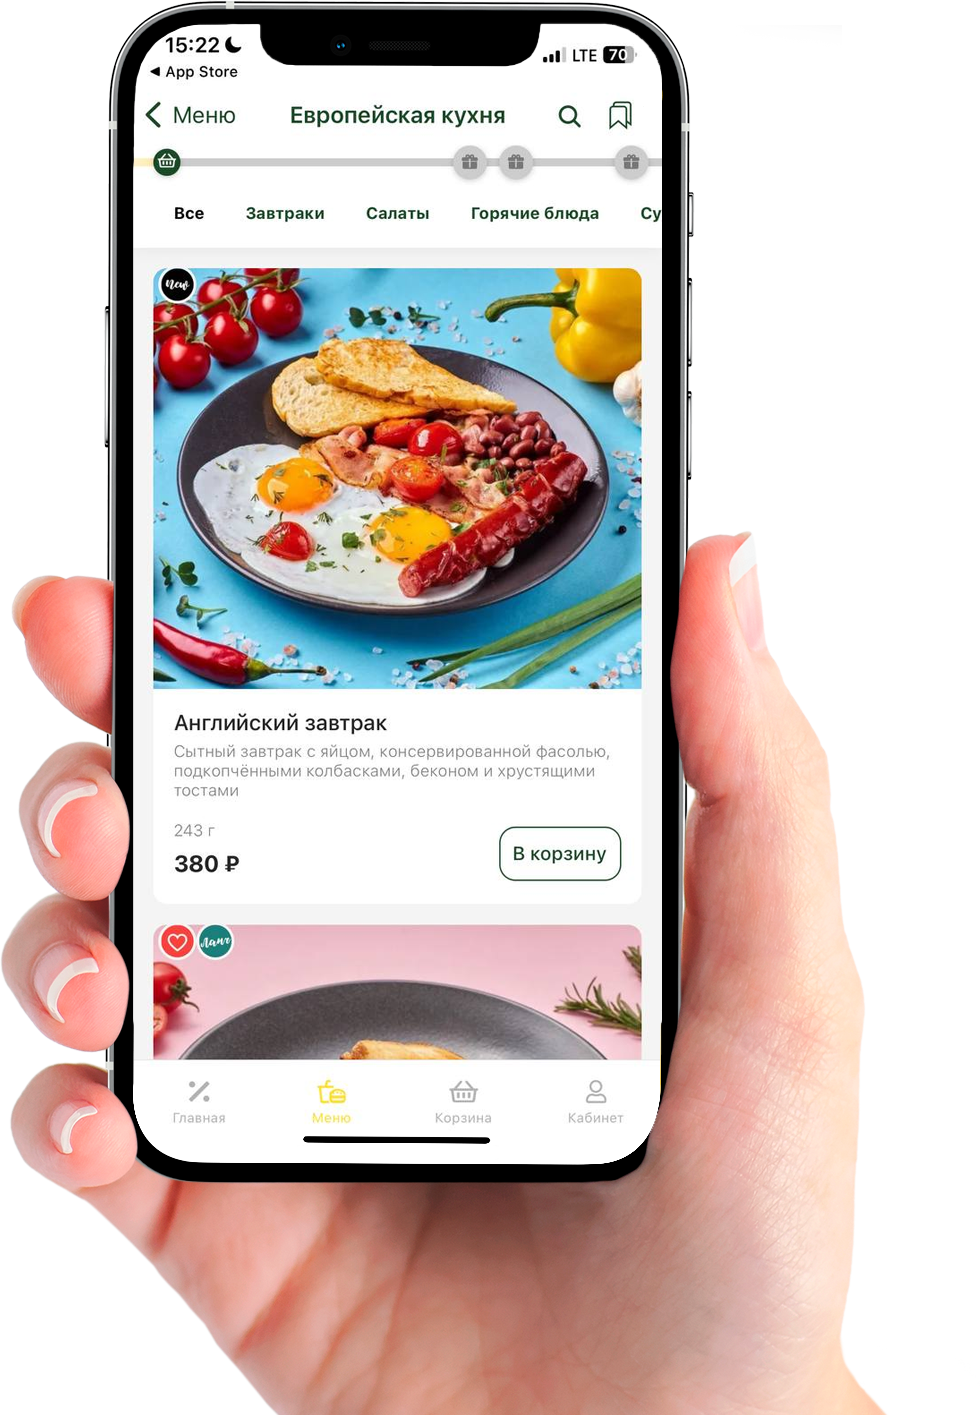 15:22
LTE 70
◀ App Store
Меню
Европейская кухня
Все Завтраки Салаты Горячие блюда Су
New
Английский завтрак
Сытный завтрак с яйцом, консервированной фасолью,
подкопчёнными колбасками, беконом и хрустящими
тостами
243 г
380 ₽
В корзину
Ланч
Главная Меню Корзина Кабинет